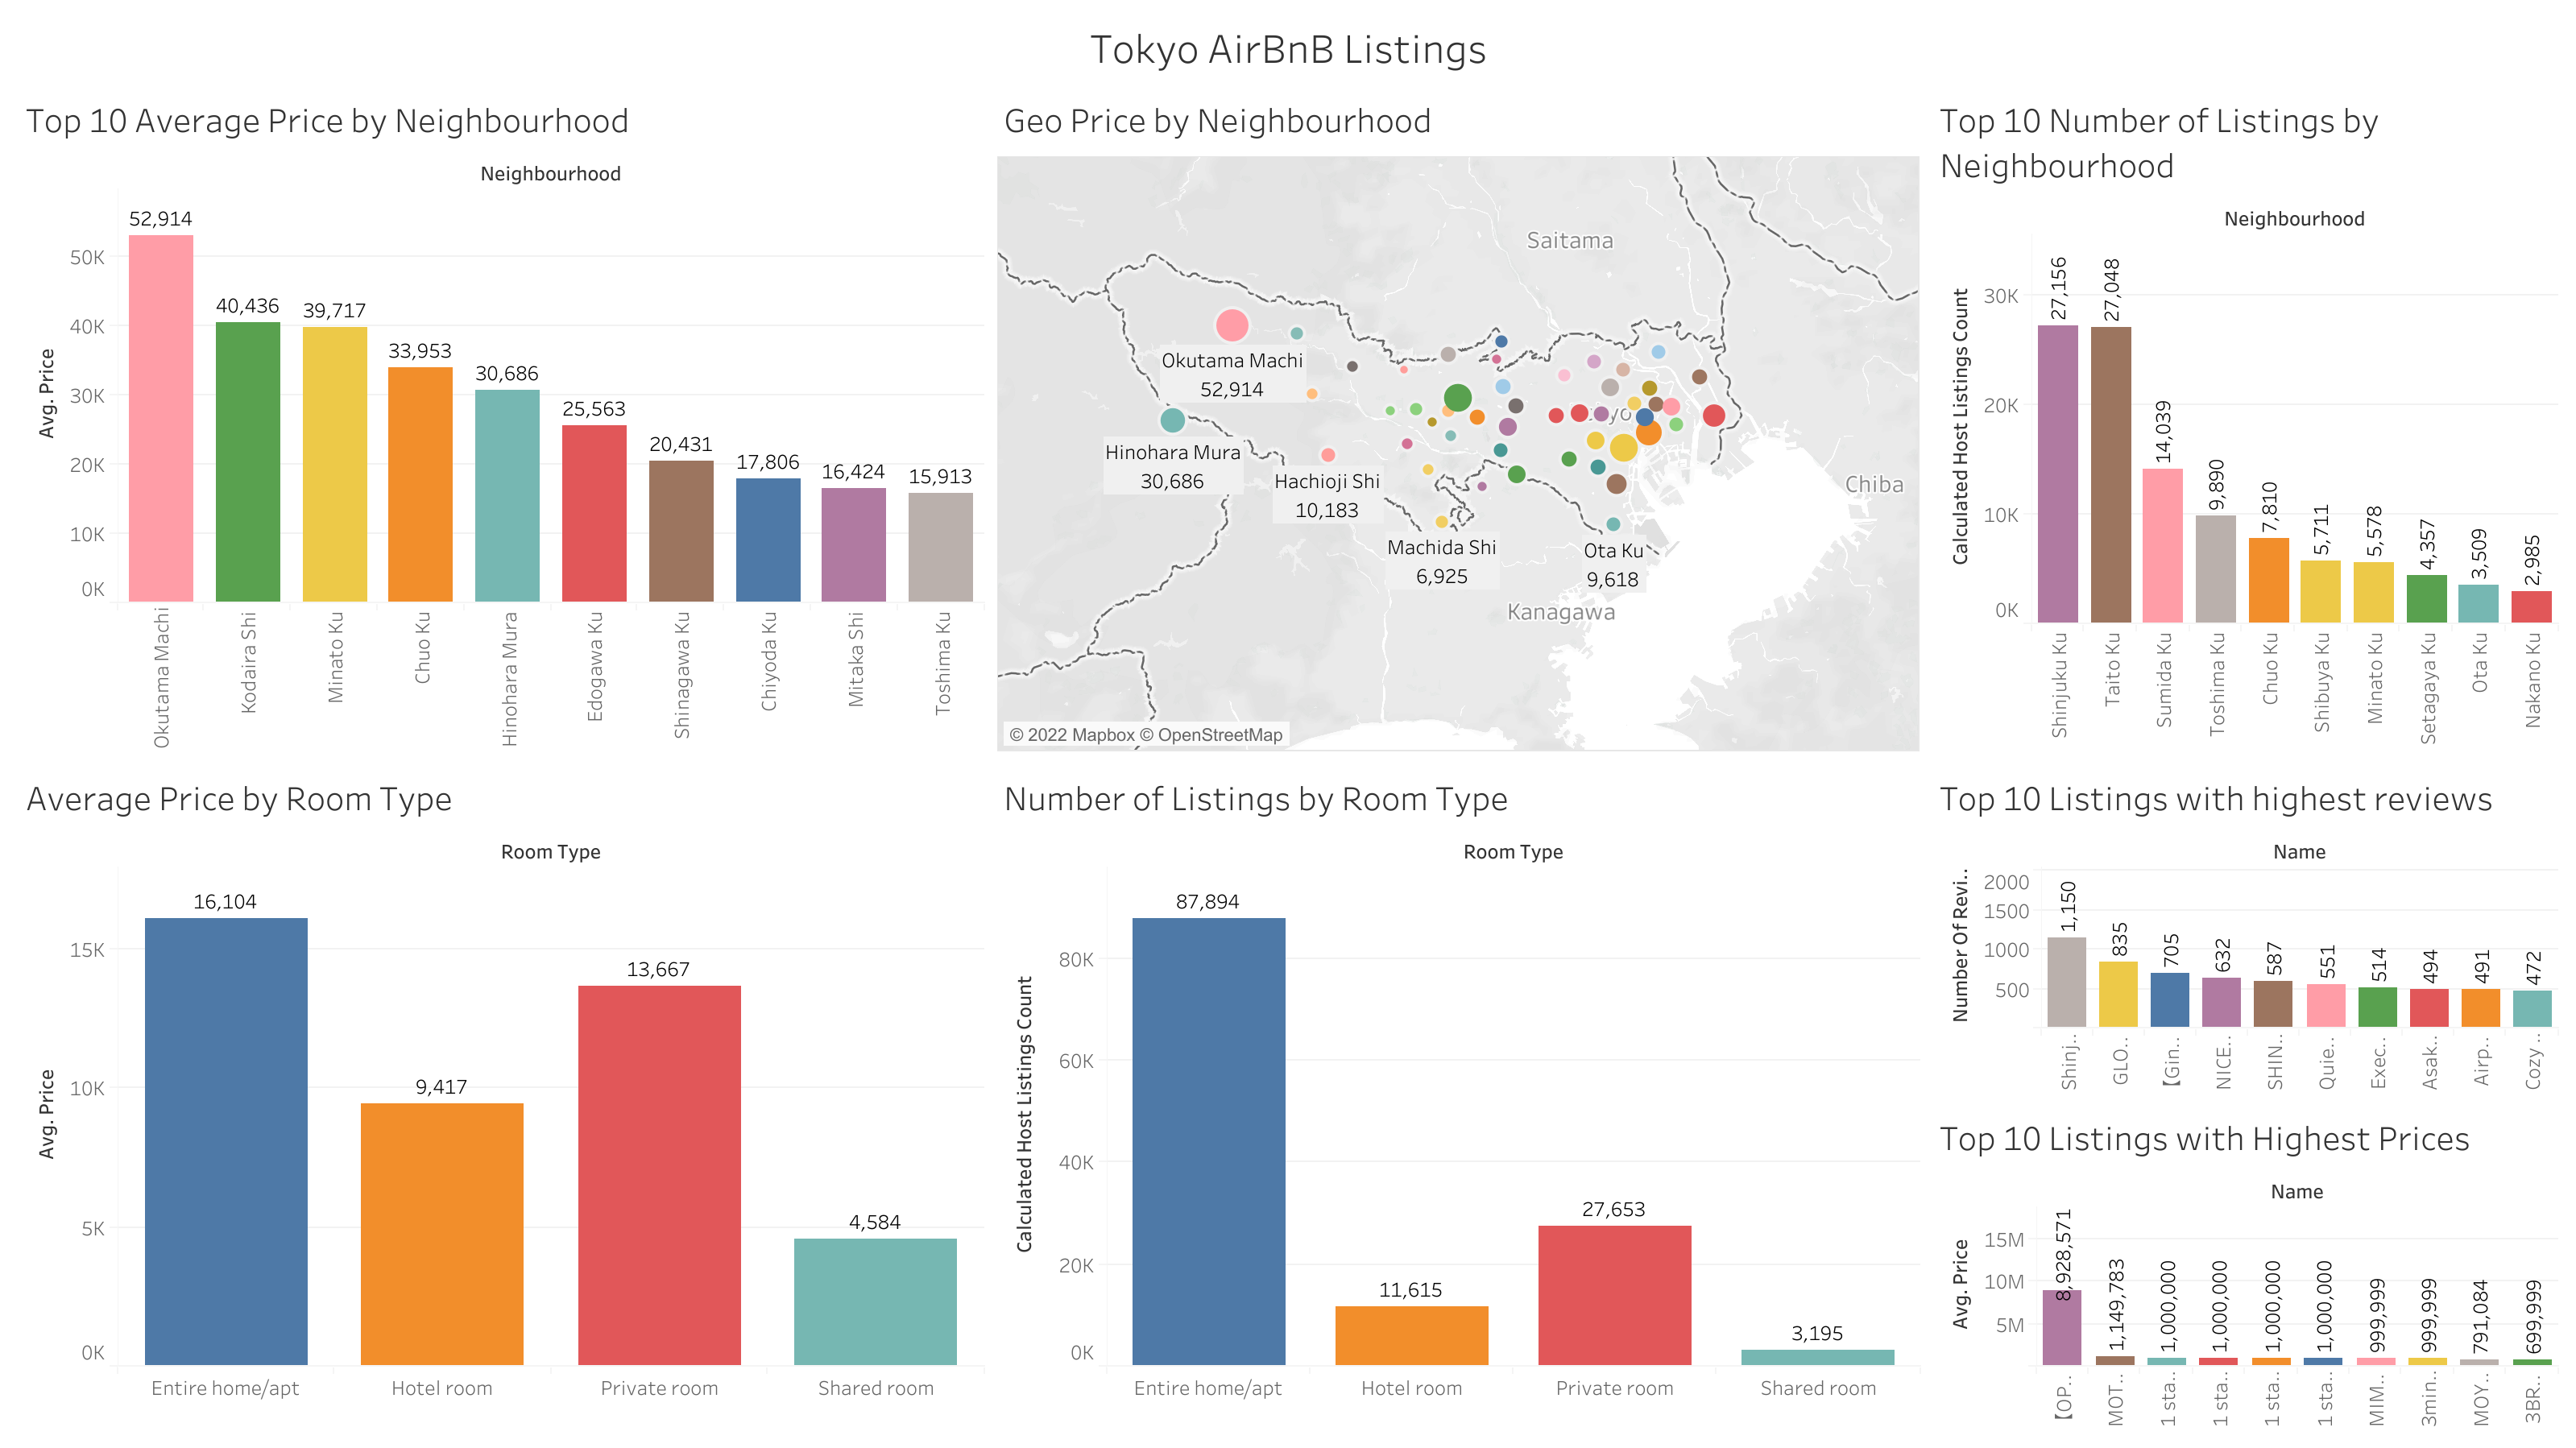 Tokyo AirBnB Listings
Top 10 Average Price by Neighbourhood
Neighbourhood
Avg. Price
50K
40K
30K
20K
10K
0K
52,914
40,436
39,717
33,953
30,686
25,563
20,431
17,806
16,424
15,913
Okutama Machi
Kodaira Shi
Minato Ku
Chuo Ku
Hinohara Mura
Edogawa Ku
Shinagawa Ku
Chiyoda Ku
Mitaka Shi
Toshima Ku
Geo Price by Neighbourhood
Saitama
Okutama Machi
52,914
Hinohara Mura
30,686
Hachioji Shi
10,183
Machida Shi
6,925
Ota Ku
9,618
Chiba
Kanagawa
© 2022 Mapbox © OpenStreetMap
Top 10 Number of Listings by
Neighbourhood
Neighbourhood
Calculated Host Listings Count
30K
20K
10K
0K
27,156
27,048
14,039
9,890
7,810
5,711
5,578
4,357
3,509
2,985
Shinjuku Ku
Taito Ku
Sumida Ku
Toshima Ku
Chuo Ku
Shibuya Ku
Minato Ku
Setagaya Ku
Ota Ku
Nakano Ku
Average Price by Room Type
Room Type
Avg. Price
15K
10K
5K
0K
16,104
9,417
13,667
4,584
Entire home/apt
Hotel room
Private room
Shared room
Number of Listings by Room Type
Room Type
Calculated Host Listings Count
80K
60K
40K
20K
0K
87,894
11,615
27,653
3,195
Entire home/apt
Hotel room
Private room
Shared room
Top 10 Listings with highest reviews
Name
Number Of Revi..
2000
1500
1000
500
1,150
835
705
632
587
551
514
494
491
472
Shinj..
GLO..
【Gin..
NICE..
SHIN..
Quie..
Exec..
Asak..
Airp..
Cozy ..
Top 10 Listings with Highest Prices
Name
Avg. Price
15M
10M
5M
8,928,571
1,149,783
1,000,000
1,000,000
1,000,000
1,000,000
999,999
999,999
791,084
699,999
【OP..
MOT..
1 sta..
1 sta..
1 sta..
1 sta..
MIM..
3min..
MOY..
3BR..